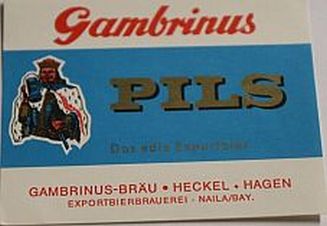 Gambrinus
PILS
Das edle Exportbier
GAMBRINUS-BRÄU • HECKEL • HAGEN
EXPORTBIERBRAUEREI - NAILA/BAY.